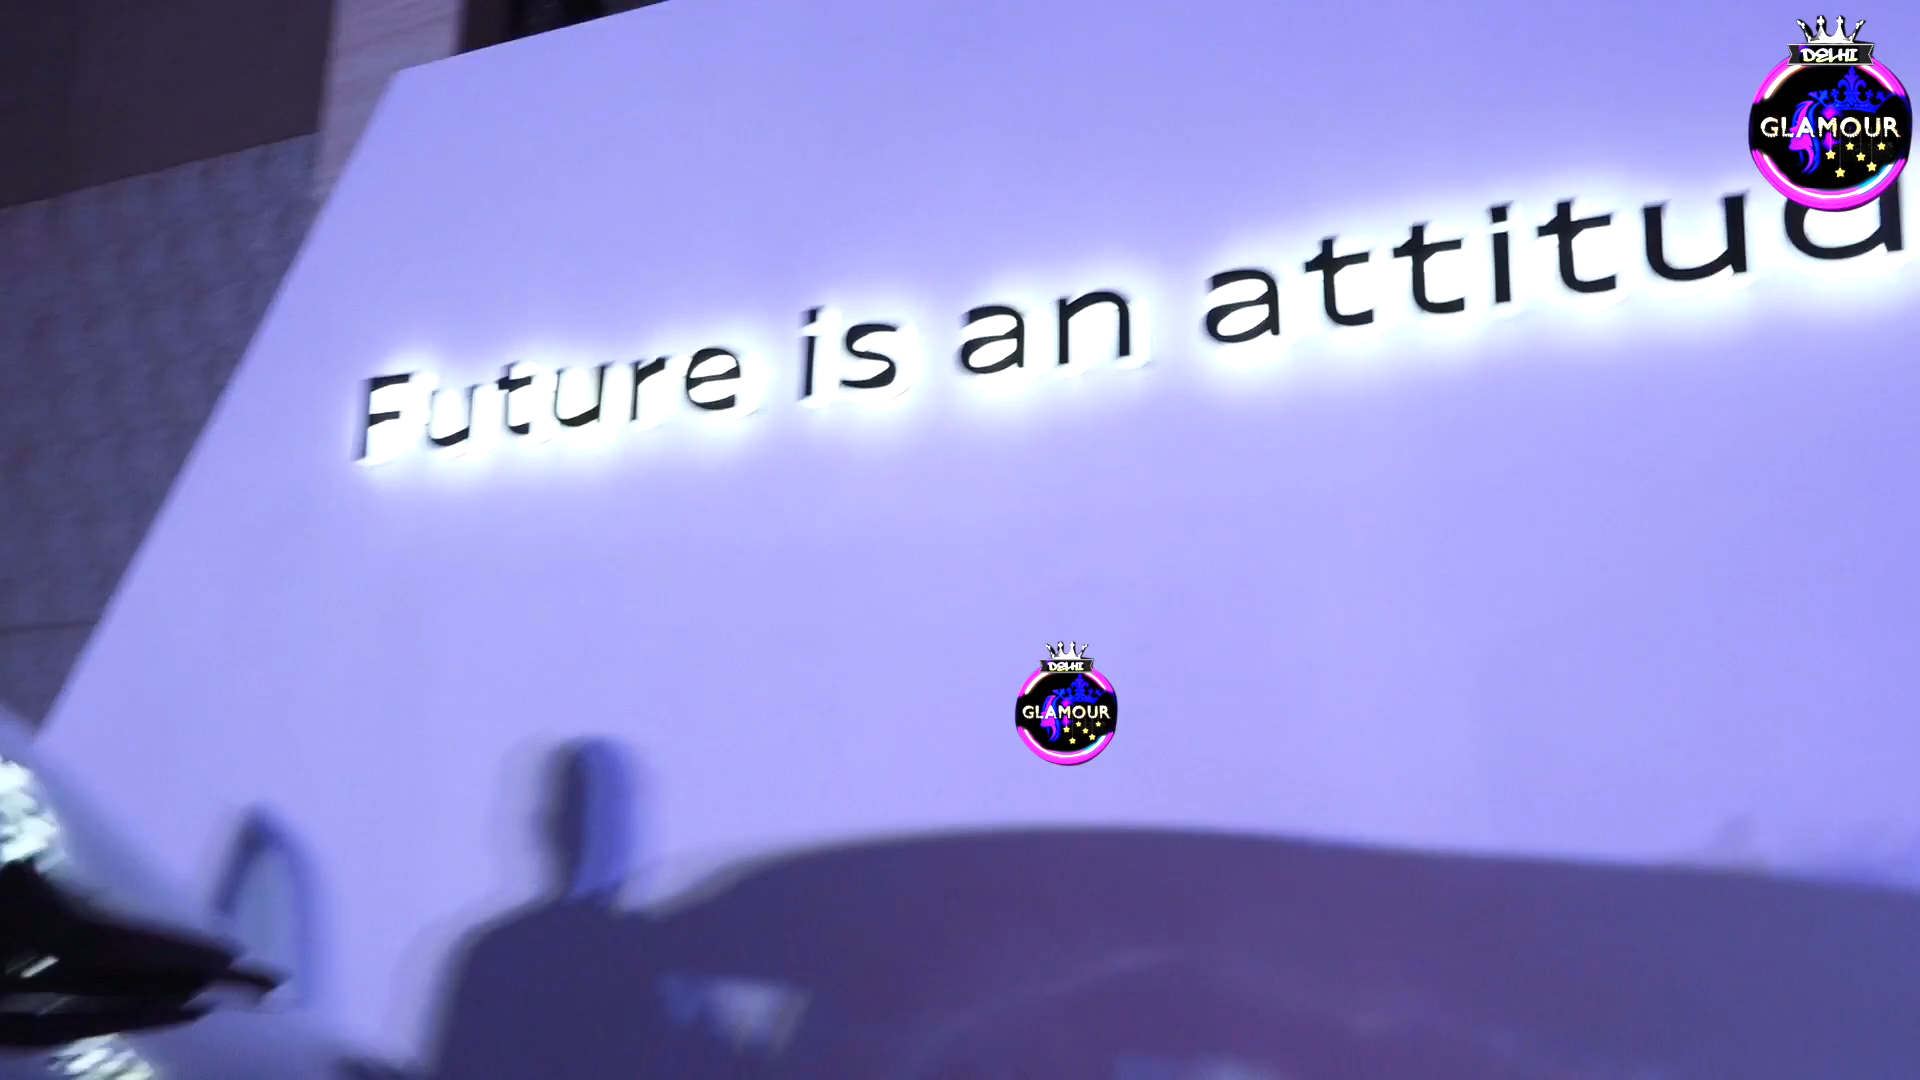 DELHI
GLAMOUR
Future is an attitud
DELHI
GLAMOUR